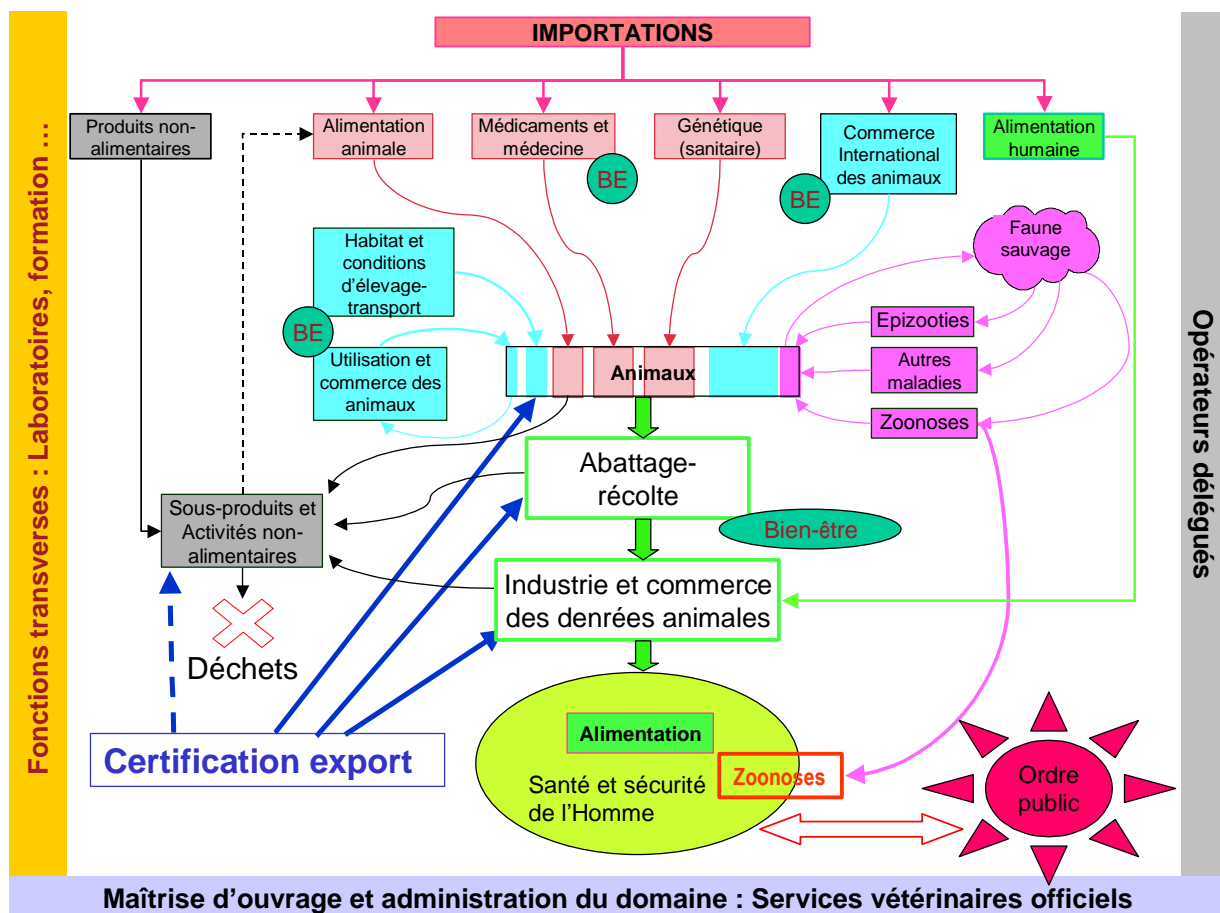 IMPORTATIONS
Produits non-
alimentaires
Alimentation
animale
Médicaments et
médecine
Génétique
(sanitaire)
Commerce
International
des animaux
Alimentation
humaine
BE
BE
Habitat et
conditions
d’élevage-
transport
Faune
sauvage
BE
Utilisation et
commerce des
animaux
Animaux
Epizooties
Autres
maladies
Zoonoses
Abattage-
récolte
Bien-être
Sous-produits et
Activités non-
alimentaires
Industrie et commerce
des denrées animales
Déchets
Certification export
Alimentation
Santé et sécurité
de l’Homme
Zoonoses
Ordre
public
Fonctions transverses : Laboratoires, formation ...
Opérateurs délégués
Maîtrise d’ouvrage et administration du domaine : Services vétérinaires officiels